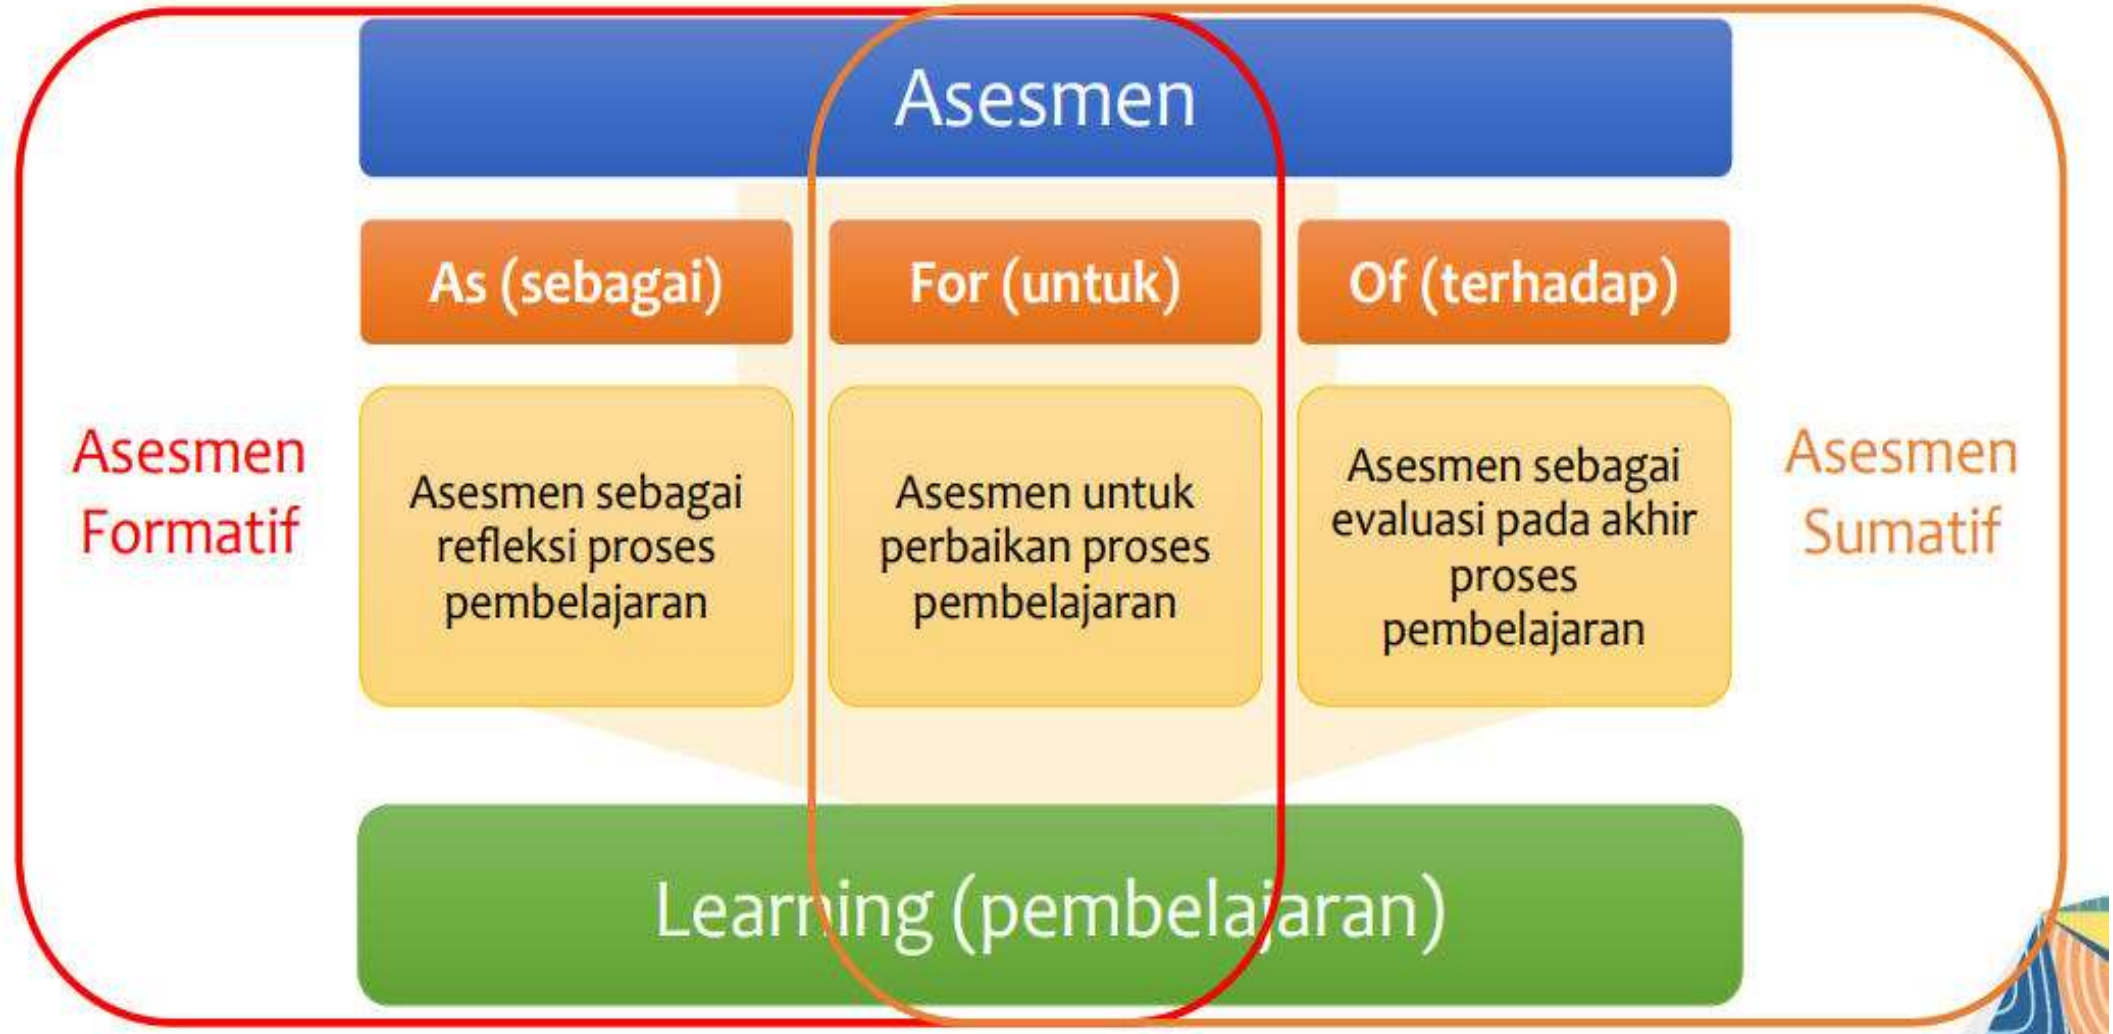 Asesmen
As (sebagai)
For (untuk)
Of (terhadap)
Asesmen
Formatif
Asesmen sebagai
refleksi proses
pembelajaran
Asesmen untuk
perbaikan proses
pembelajaran
Asesmen sebagai
evaluasi pada akhir
proses
pembelajaran
Asesmen
Sumatif
Learning (pembelajaran)